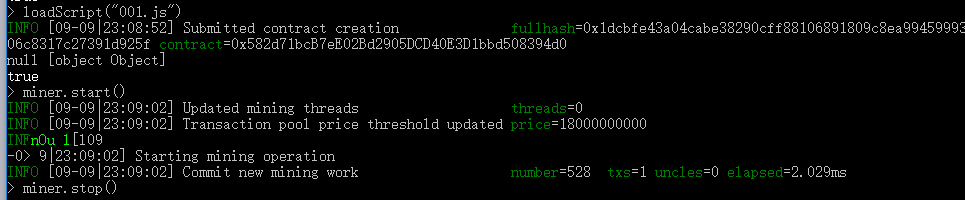 > loadScript("001.js")
INFO [09-09|23:08:52] Submitted contract creation fullhash=0x1dcbfe43a04cabe38290cff88106891809c8ea99459993
06c8317c27391d925f contract=0x582d71bcB7eE02Bd2905DCD40E3D1bbd508394d0
null [object Object]
true
> miner.start()
INFO [09-09|23:09:02] Updated mining threads threads=0
INFO [09-09|23:09:02] Transaction pool price threshold updated price=18000000000
INFnOu l[109
-0> 9|23:09:02] Starting mining operation
INFO [09-09|23:09:02] Commit new mining work number=528 txs=1 uncles=0 elapsed=2.029ms
> miner.stop()